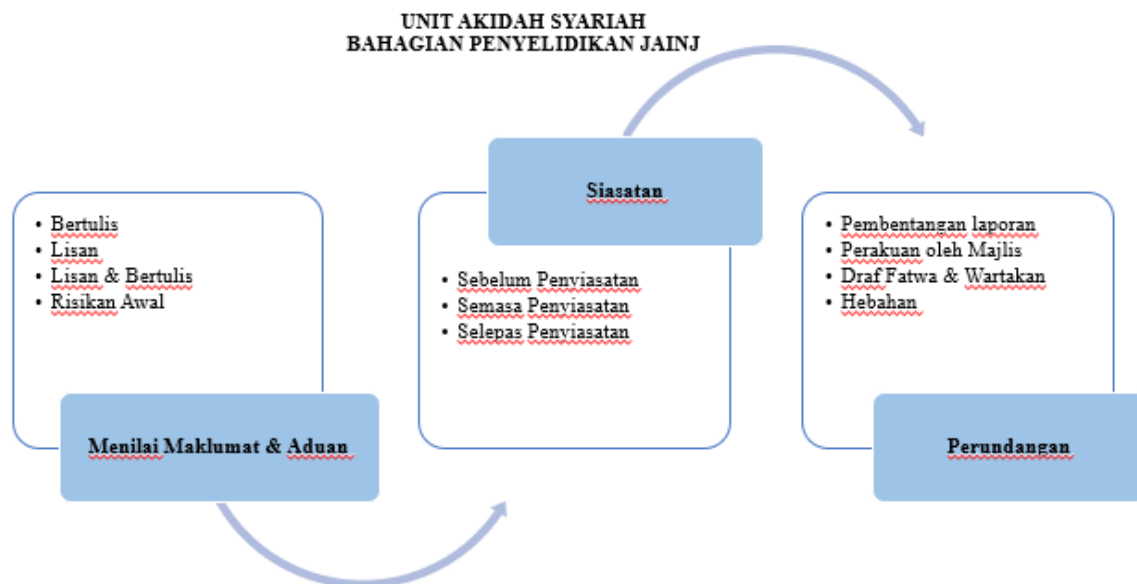 UNIT AKIDAH SYARIAH
BAHAGIAN PENYELIDIKAN JAINJ
• Bertulis
• Lisan
• Lisan & Bertulis
• Risikan Awal
Menilai Maklumat & Aduan
Siasatan
• Sebelum Penyiasatan
• Semasa Penyiasatan
• Selepas Penyiasatan
• Pembentangan laporan
• Perakuan oleh Majlis
• Draf Fatwa & Wartakan
• Hebahan
Perundangan